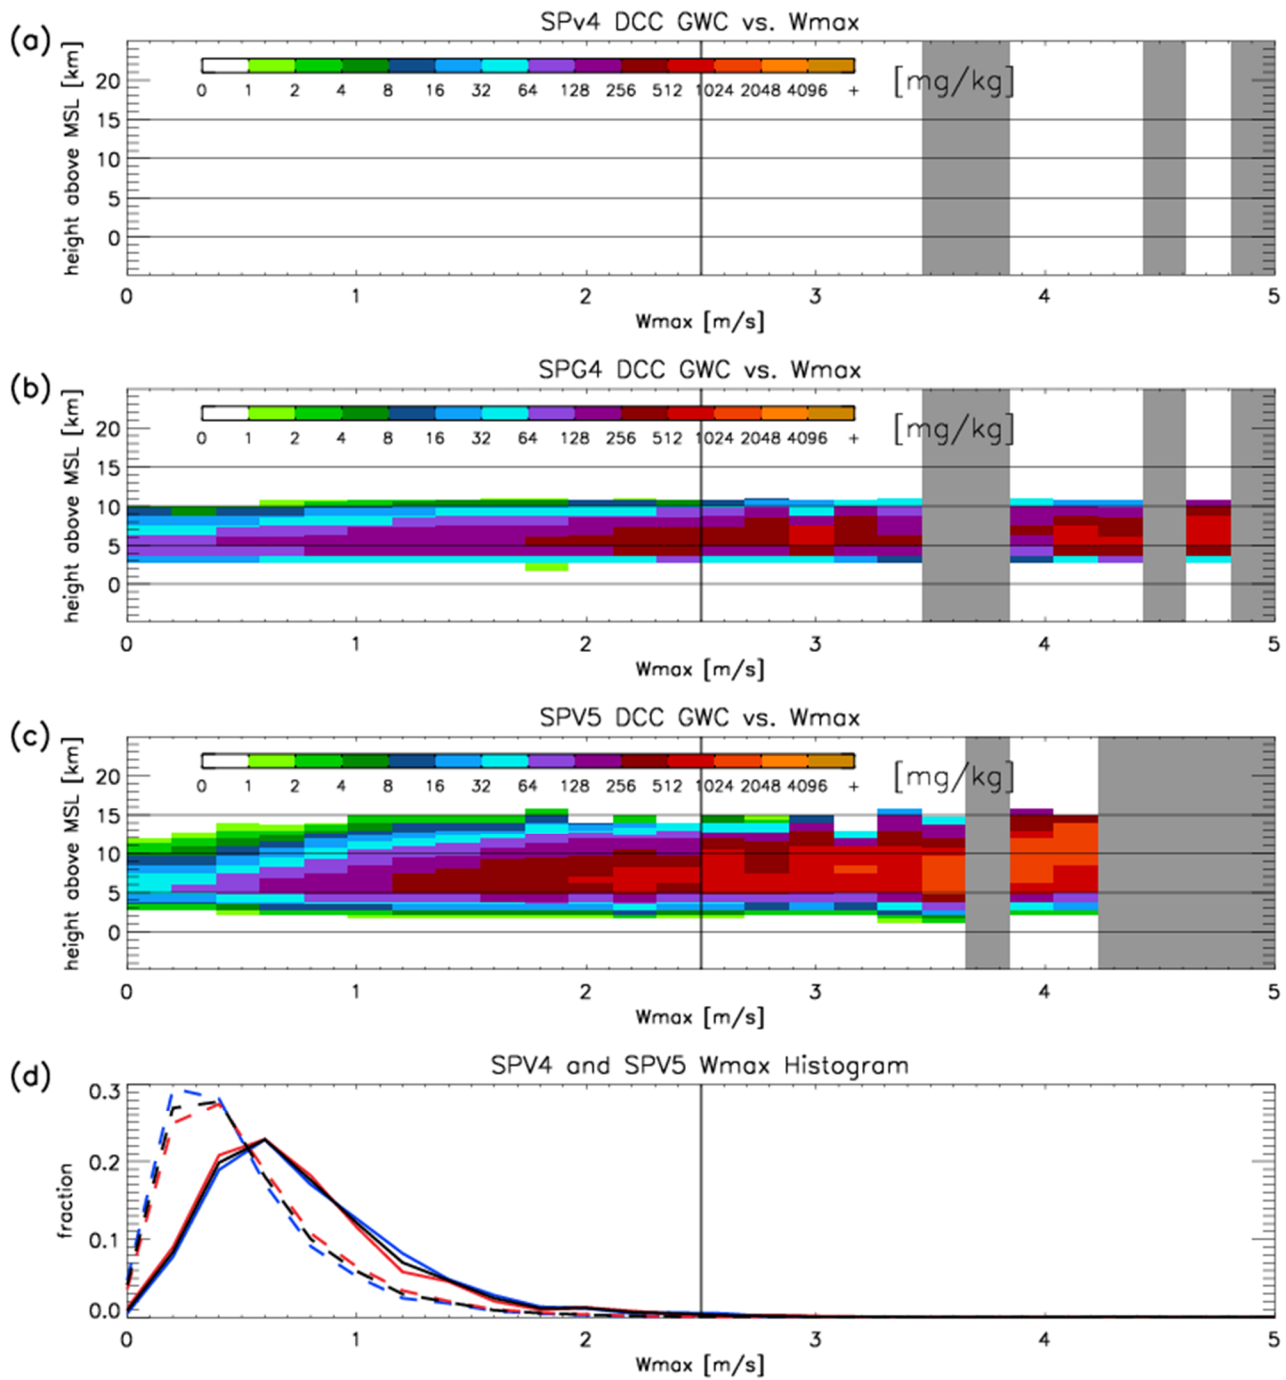 (a)
SPv4 DCC GWC vs. Wmax
height above MSL [km]
20
15
10
5
0
0 1 2 4 8 16 32 64 128 256 512 1024 2048 4096 +
[mg/kg]
0 1 2 3 4 5
Wmax [m/s]
(b)
SPG4 DCC GWC vs. Wmax
height above MSL [km]
20
15
10
5
0
0 1 2 4 8 16 32 64 128 256 512 1024 2048 4096 +
[mg/kg]
0 1 2 3 4 5
Wmax [m/s]
(c)
SPV5 DCC GWC vs. Wmax
height above MSL [km]
20
15
10
5
0
0 1 2 4 8 16 32 64 128 256 512 1024 2048 4096 +
[mg/kg]
0 1 2 3 4 5
Wmax [m/s]
(d)
SPV4 and SPV5 Wmax Histogram
fraction
0.3
0.2
0.1
0.0
0 1 2 3 4 5
Wmax [m/s]